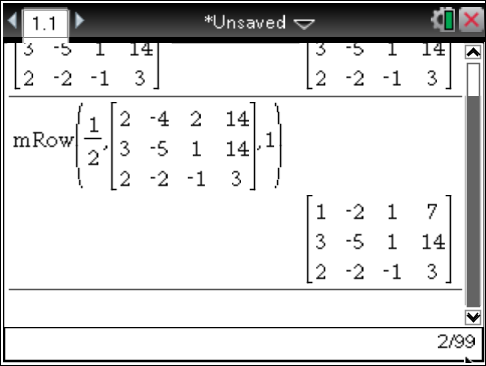 1.1 *Unsaved
3 -5 1 14 3 -5 1 14
2 -2 -1 3 2 -2 -1 3
mRow(1/2,[2 -4 2 14
3 -5 1 14
2 -2 -1 3],1)
1 -2 1 7
3 -5 1 14
2 -2 -1 3
2/99